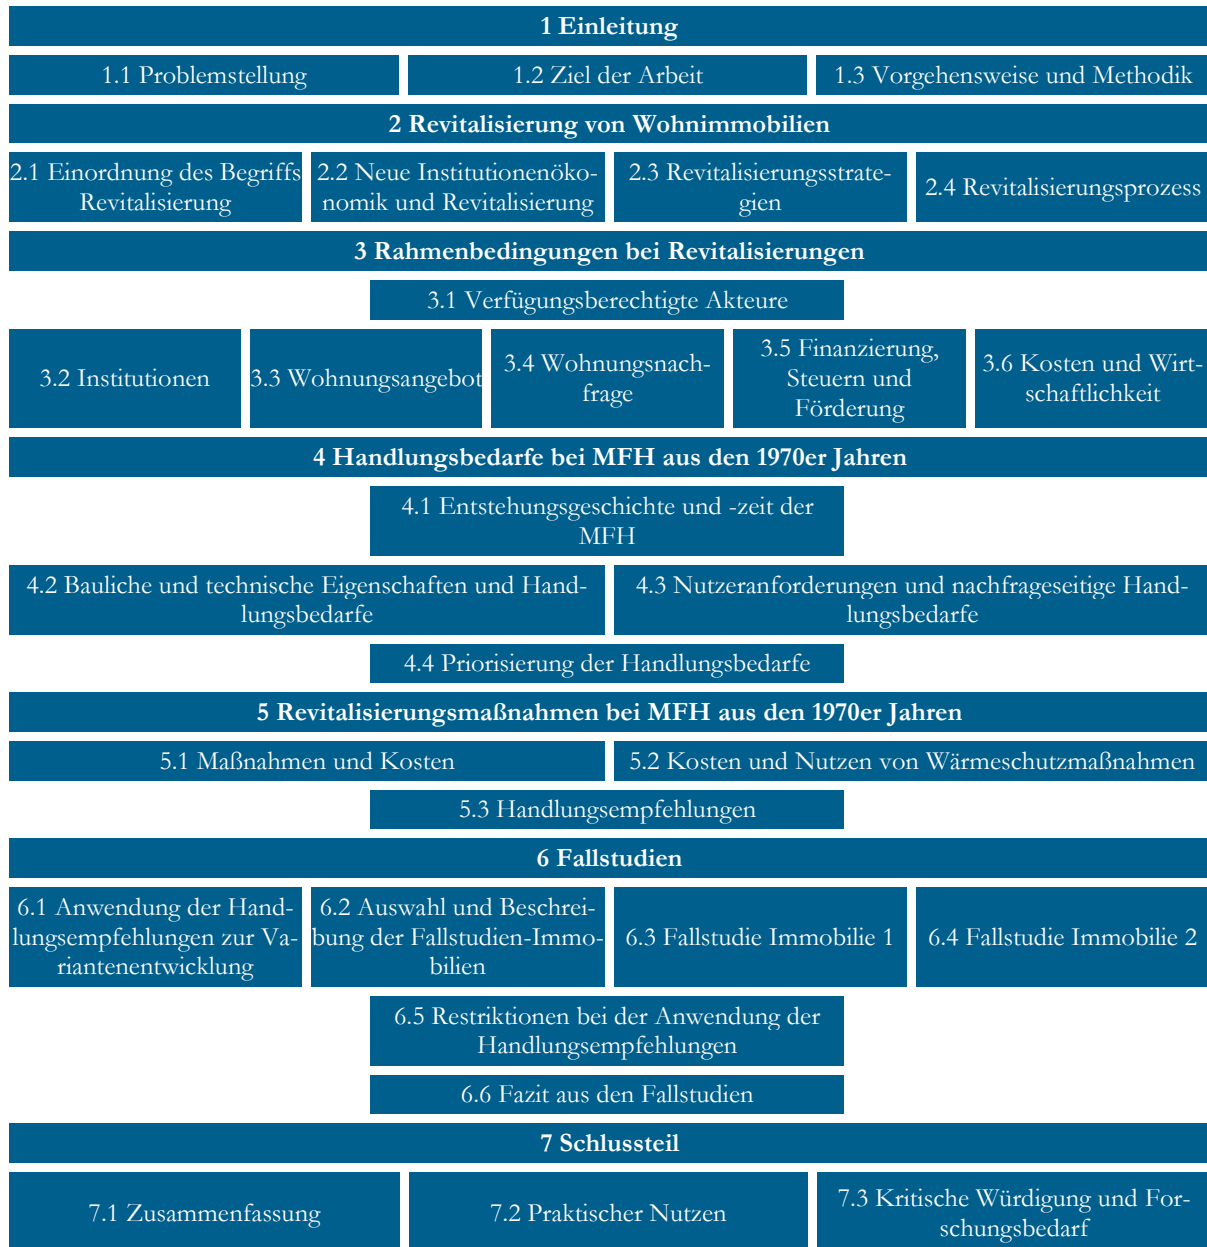 1 Einleitung
1.1 Problemstellung
1.2 Ziel der Arbeit
1.3 Vorgehensweise und Methodik
2 Revitalisierung von Wohnimmobilien
2.1 Einordnung des Begriffs
Revitalisierung
2.2 Neue Institutionenöko-
nomik und Revitalisierung
2.3 Revitalisierungsstrate-
gien
2.4 Revitalisierungsprozess
3 Rahmenbedingungen bei Revitalisierungen
3.1 Verfügungsberechtigte Akteure
3.2 Institutionen
3.3 Wohnungsangebot
3.4 Wohnungsnach-
frage
3.5 Finanzierung,
Steuern und
Förderung
3.6 Kosten und Wirt-
schaftlichkeit
4 Handlungsbedarfe bei MFH aus den 1970er Jahren
4.1 Entstehungsgeschichte und -zeit der
MFH
4.2 Bauliche und technische Eigenschaften und Hand-
lungsbedarfe
4.3 Nutzeranforderungen und nachfrageseitige Hand-
lungsbedarfe
4.4 Priorisierung der Handlungsbedarfe
5 Revitalisierungsmaßnahmen bei MFH aus den 1970er Jahren
5.1 Maßnahmen und Kosten
5.2 Kosten und Nutzen von Wärmeschutzmaßnahmen
5.3 Handlungsempfehlungen
6 Fallstudien
6.1 Anwendung der Hand-
lungsempfehlungen zur Va-
riantenentwicklung
6.2 Auswahl und Beschrei-
bung der Fallstudien-Immo-
bilien
6.3 Fallstudie Immobilie 1
6.4 Fallstudie Immobilie 2
6.5 Restriktionen bei der Anwendung der
Handlungsempfehlungen
6.6 Fazit aus den Fallstudien
7 Schlussteil
7.1 Zusammenfassung
7.2 Praktischer Nutzen
7.3 Kritische Würdigung und For-
schungsbedarf